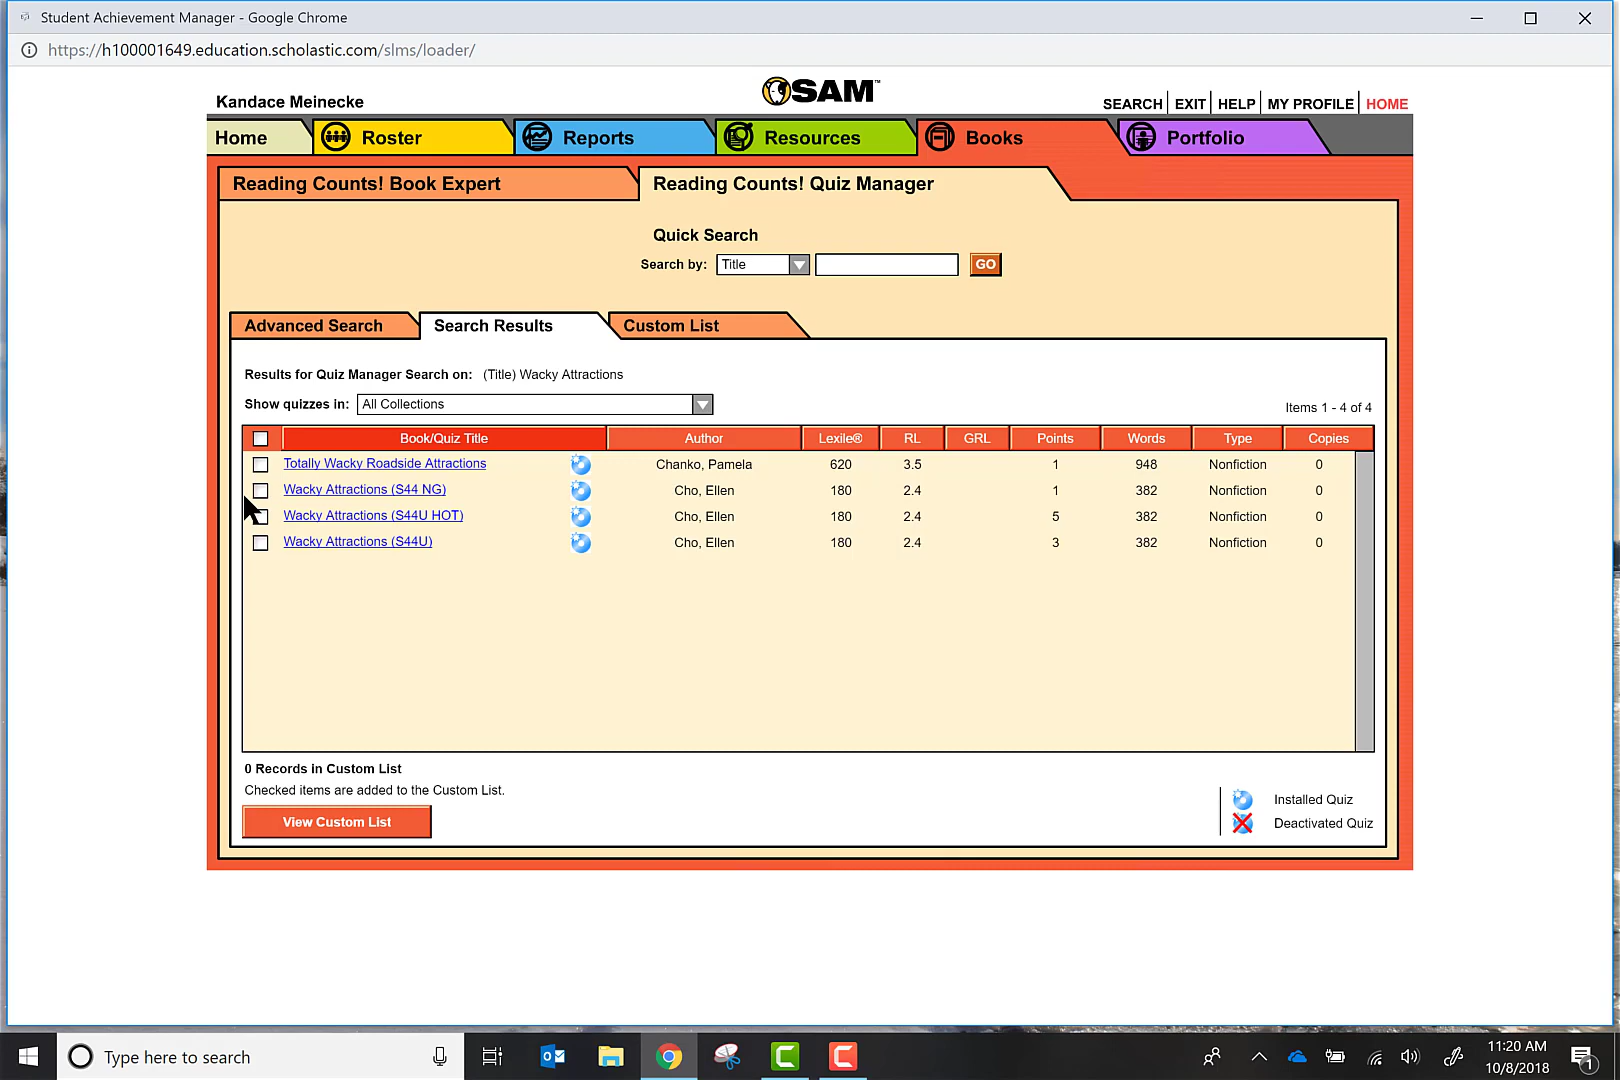 Student Achievement Manager - Google Chrome
https://h100001649.education.scholastic.com/slms/loader/
Kandace Meinecke
SAM™
SEARCH EXIT HELP MY PROFILE HOME
Home Roster Reports Resources Books Portfolio
Reading Counts! Book Expert Reading Counts! Quiz Manager
Quick Search
Search by: Title GO
Advanced Search Search Results Custom List
Results for Quiz Manager Search on: (Title) Wacky Attractions
Show quizzes in: All Collections
Items 1 - 4 of 4
Book/Quiz Title Author Lexile® RL GRL Points Words Type Copies
Totally Wacky Roadside Attractions Chanko, Pamela 620 3.5 1 948 Nonfiction 0
Wacky Attractions (S44 NG) Cho, Ellen 180 2.4 1 382 Nonfiction 0
Wacky Attractions (S44U HOT) Cho, Ellen 180 2.4 5 382 Nonfiction 0
Wacky Attractions (S44U) Cho, Ellen 180 2.4 3 382 Nonfiction 0
0 Records in Custom List
Checked items are added to the Custom List.
View Custom List
Installed Quiz
Deactivated Quiz
Type here to search
11:20 AM
10/8/2018
1